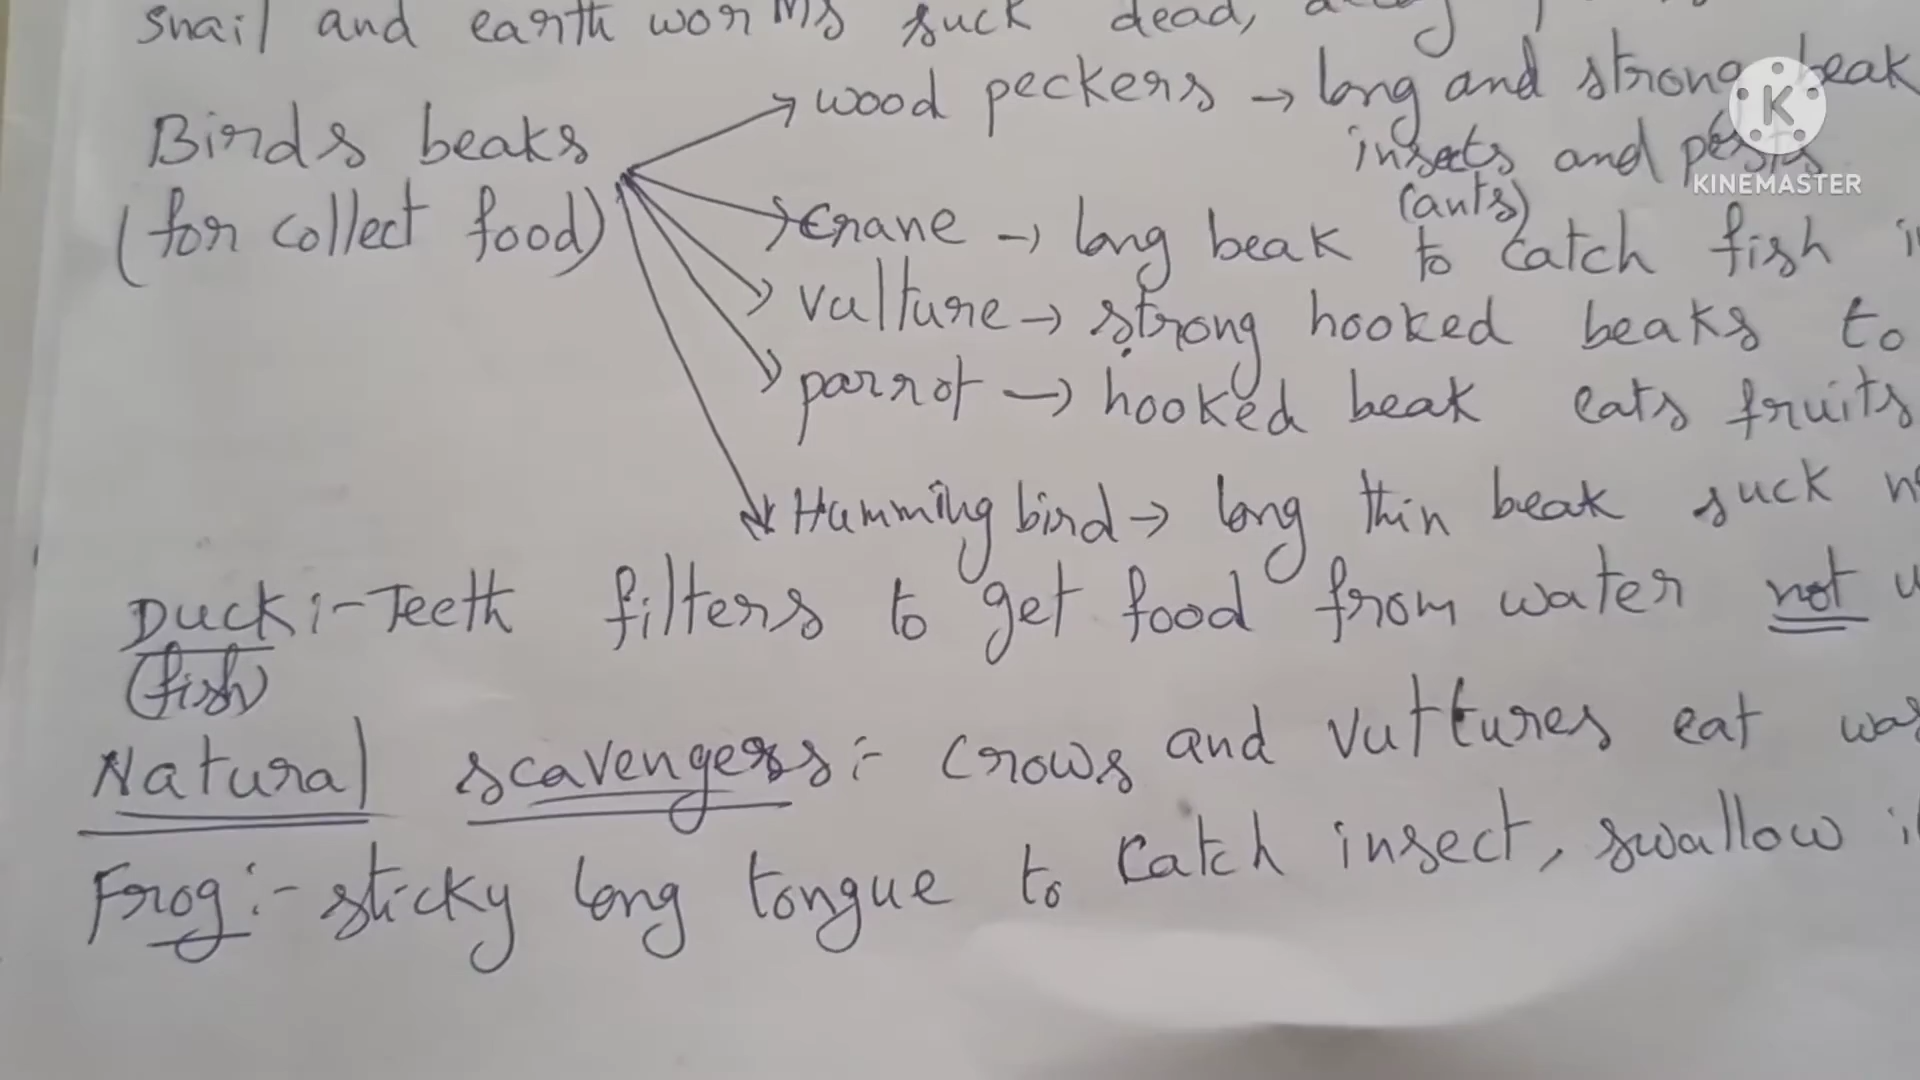 Snail and earth worms suck dead,
Birds beaks → wood peckers → long and strong beak
insects and pests
(for collect food) (ants)
→ crane → long beak to catch fish
→ vulture → strong hooked beaks to
→ parrot → hooked beak eats fruits
→ Humming bird → long thin beak suck
Duck :- Teeth filters to get food from water not
(fish)
Natural scavengers :- Crows and vultures eat
Frog :- sticky long tongue to catch insect, swallow
K
KINEMASTER